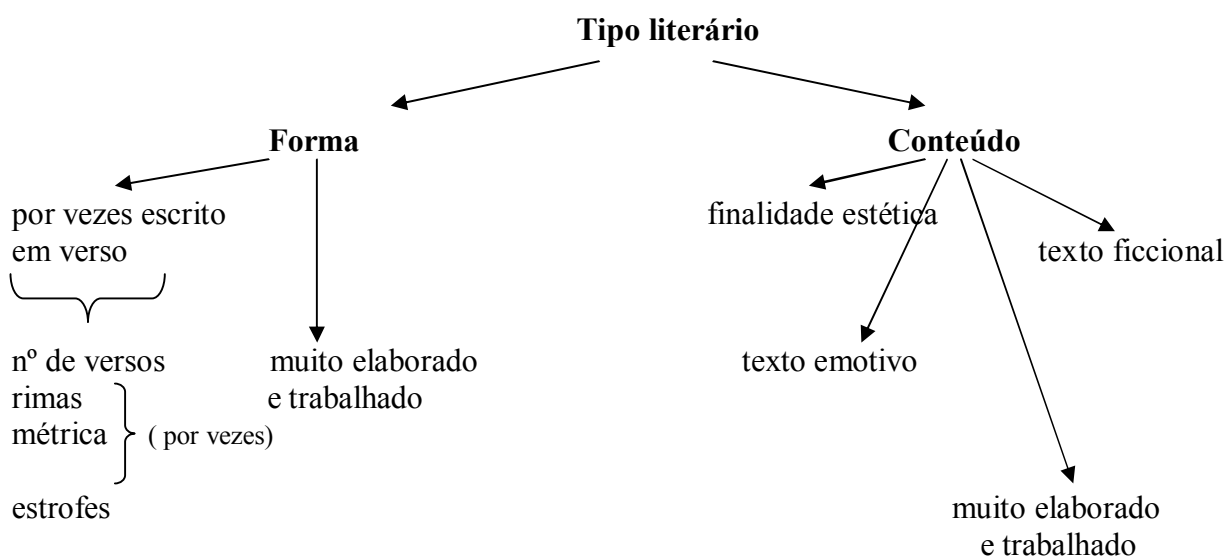 Tipo literário
Forma
Conteúdo
por vezes escrito
em verso
finalidade estética
texto ficcional
nº de versos
rimas
métrica
( por vezes)
estrofes
muito elaborado
e trabalhado
texto emotivo
muito elaborado
e trabalhado